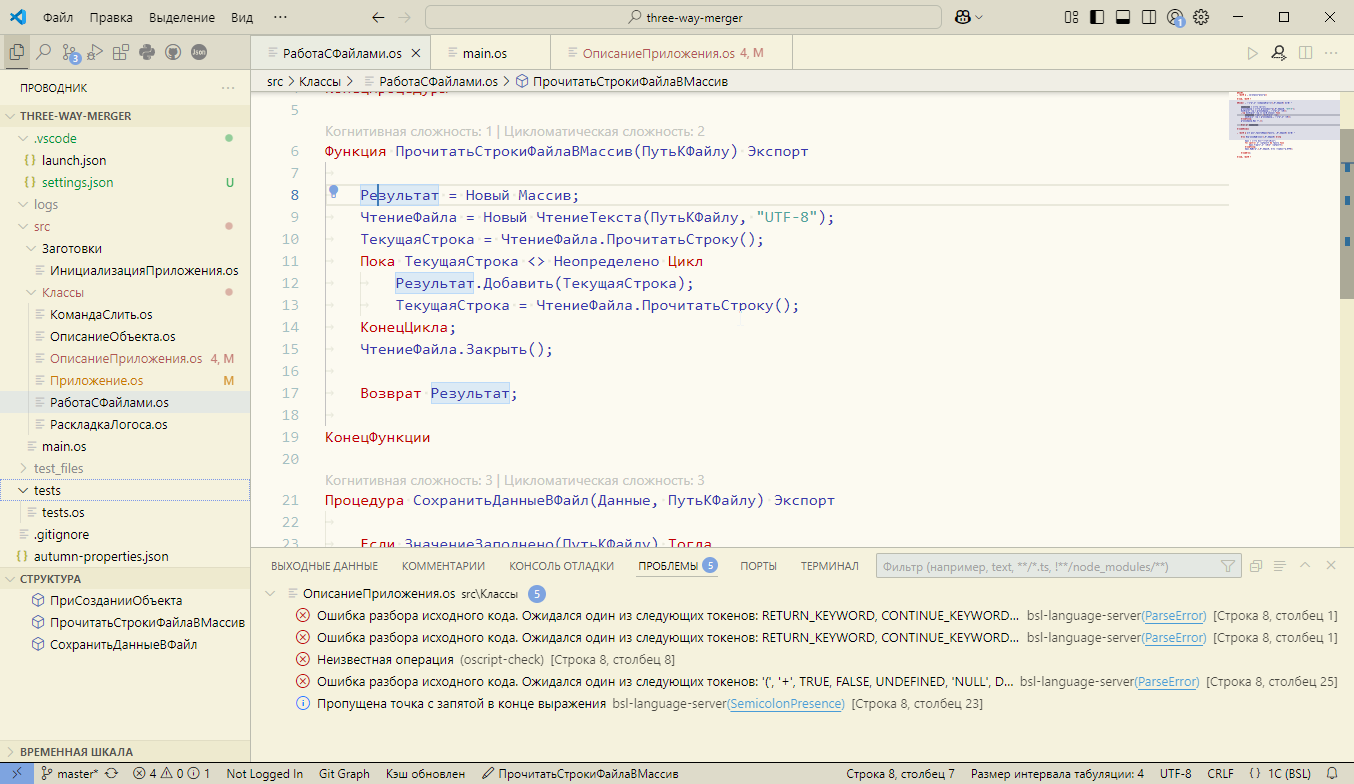 Файл Правка Выделение Вид ··· three-way-merger
РаботаСФайлами.os main.os ОписаниеПриложения.os 4, M
ПРОВОДНИК
src > Классы > РаботаСФайлами.os > ПрочитатьСтрокиФайлаВМассив
THREE-WAY-MERGER
.vscode
launch.json
settings.json U
logs
src
Заготовки
ИнициализацияПриложения.os
Классы
КомандаСлить.os
ОписаниеОбъекта.os
ОписаниеПриложения.os 4, M
Приложение.os M
РаботаСФайлами.os
РаскладкаЛогоса.os
main.os
test_files
tests
tests.os
.gitignore
autumn-properties.json
СТРУКТУРА
ПриСозданииОбъекта
ПрочитатьСтрокиФайлаВМассив
СохранитьДанныеВФайл
ВРЕМЕННАЯ ШКАЛА
КонецПроцедуры
5
Когнитивная сложность: 1 | Цикломатическая сложность: 2
6 Функция ПрочитатьСтрокиФайлаВМассив(ПутьКФайлу) Экспорт
7
8 Результат = Новый Массив;
9 ЧтениеФайла = Новый ЧтениеТекста(ПутьКФайлу, "UTF-8");
10 ТекущаяСтрока = ЧтениеФайла.ПрочитатьСтроку();
11 Пока ТекущаяСтрока <> Неопределено Цикл
12 Результат.Добавить(ТекущаяСтрока);
13 ТекущаяСтрока = ЧтениеФайла.ПрочитатьСтроку();
14 КонецЦикла;
15 ЧтениеФайла.Закрыть();
16
17 Возврат Результат;
18
19 КонецФункции
20
Когнитивная сложность: 3 | Цикломатическая сложность: 3
21 Процедура СохранитьДанныеВФайл(Данные, ПутьКФайлу) Экспорт
22
23 Если ЗначениеЗаполнено(ПутьКФайлу) Тогда
ВЫХОДНЫЕ ДАННЫЕ КОММЕНТАРИИ КОНСОЛЬ ОТЛАДКИ ПРОБЛЕМЫ 5 ПОРТЫ ТЕРМИНАЛ Фильтр (например, text, **/*.ts, !**/node_modules/**)
ОписаниеПриложения.os src\Классы 5
Ошибка разбора исходного кода. Ожидался один из следующих токенов: RETURN_KEYWORD, CONTINUE_KEYWORD... bsl-language-server(ParseError) [Строка 8, столбец 1]
Ошибка разбора исходного кода. Ожидался один из следующих токенов: RETURN_KEYWORD, CONTINUE_KEYWORD... bsl-language-server(ParseError) [Строка 8, столбец 1]
Неизвестная операция (oscript-check) [Строка 8, столбец 8]
Ошибка разбора исходного кода. Ожидался один из следующих токенов: '(', '+', TRUE, FALSE, UNDEFINED, 'NULL', D... bsl-language-server(ParseError) [Строка 8, столбец 25]
Пропущена точка с запятой в конце выражения bsl-language-server(SemicolonPresence) [Строка 8, столбец 23]
master* 4 0 1 Not Logged In Git Graph Кэш обновлен ПрочитатьСтрокиФайлаВМассив Строка 8, столбец 7 Размер интервала табуляции: 4 UTF-8 CRLF { } 1C (BSL)